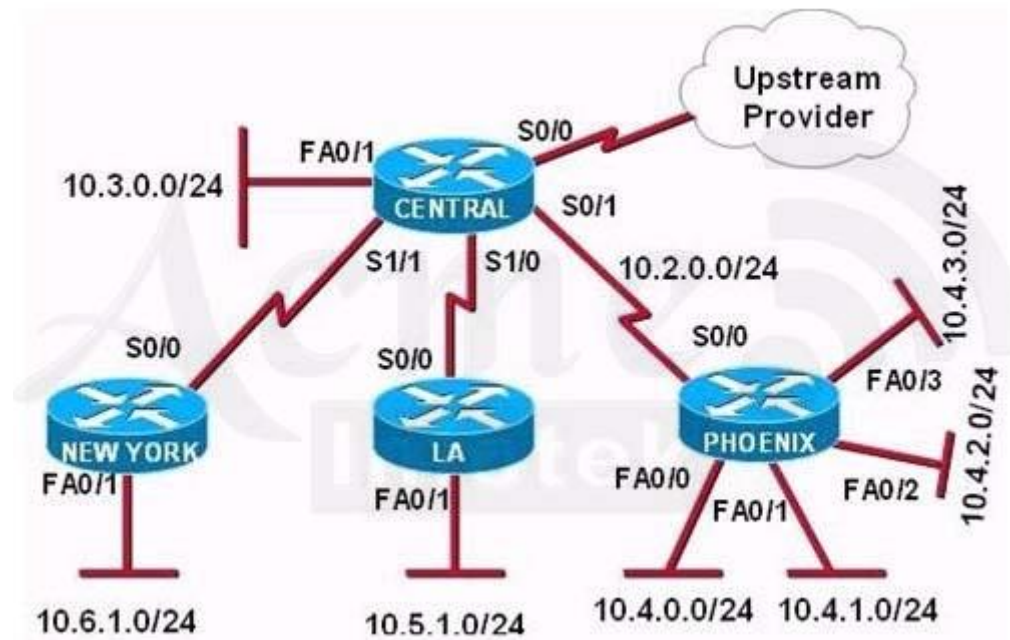 Upstream
Provider
S0/0
FA0/1
10.3.0.0/24
CENTRAL
S0/1
S1/1
S1/0
10.2.0.0/24
10.4.3.0/24
S0/0
S0/0
S0/0
FA0/3
NEW YORK
LA
PHOENIX
10.4.2.0/24
FA0/1
FA0/1
FA0/0
FA0/1
FA0/2
10.6.1.0/24
10.5.1.0/24
10.4.0.0/24
10.4.1.0/24